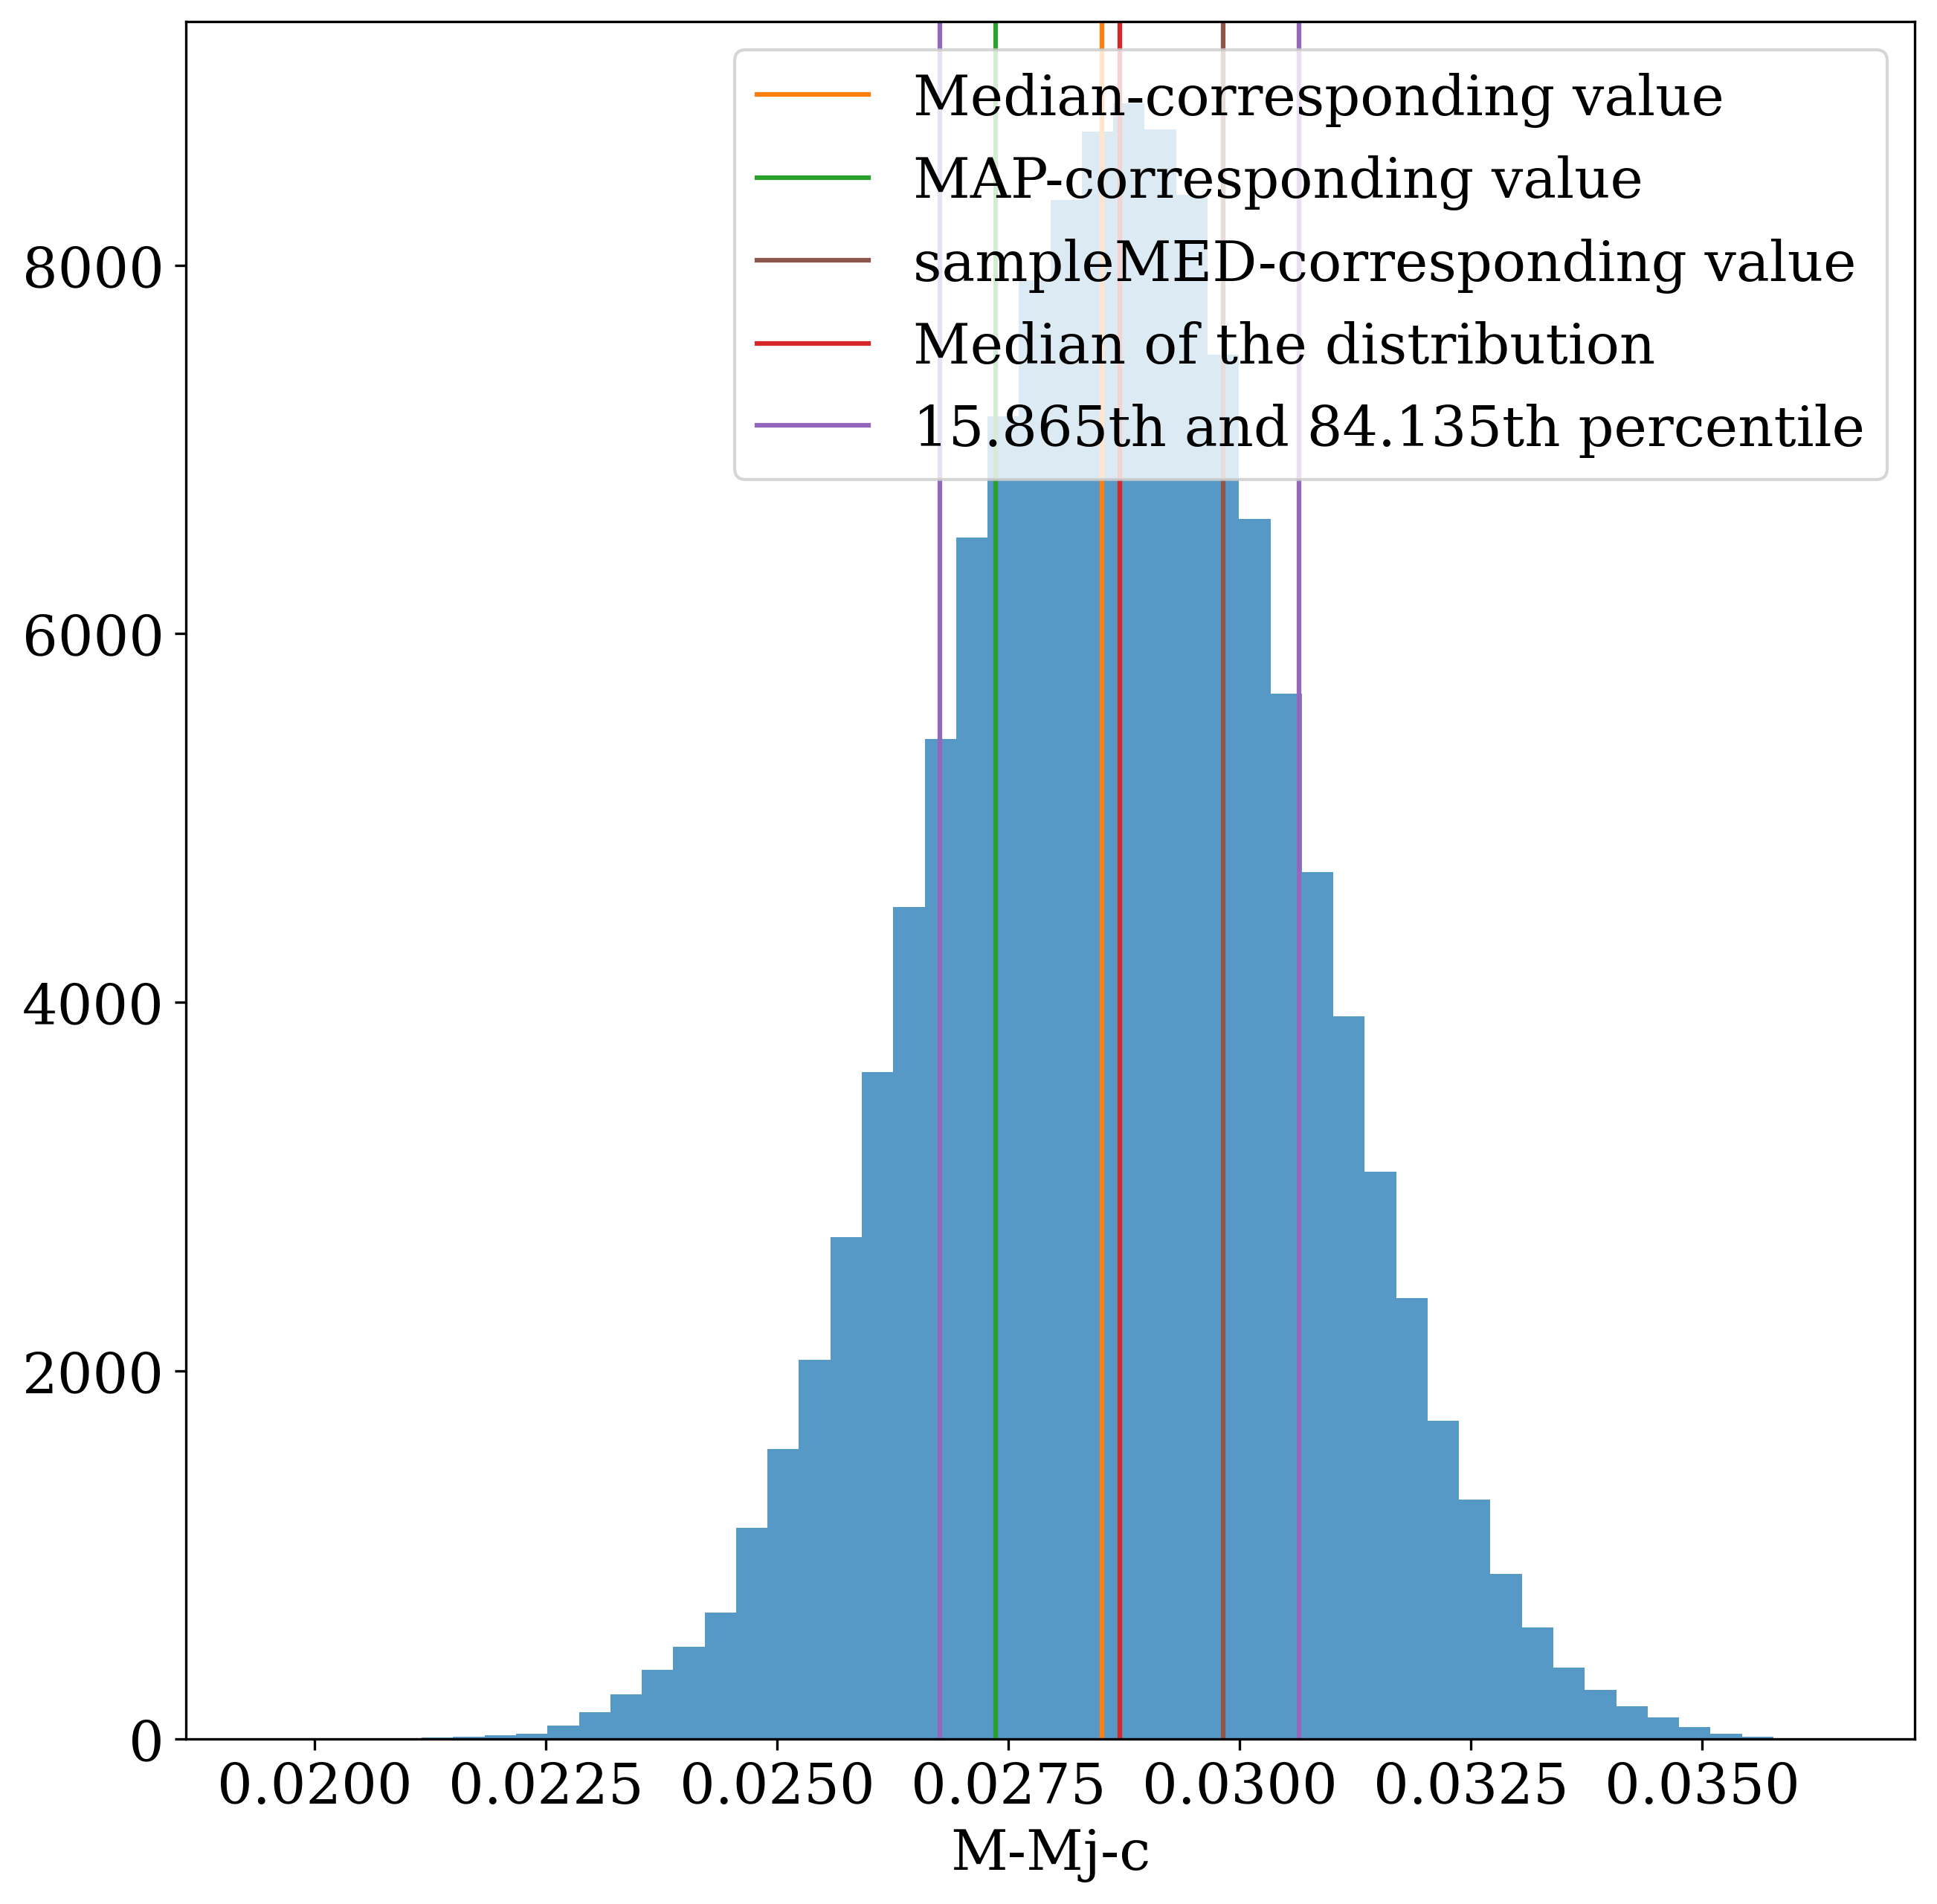 Median-corresponding value
MAP-corresponding value
sampleMED-corresponding value
Median of the distribution
15.865th and 84.135th percentile
8000
6000
4000
2000
0
0.0200 0.0225 0.0250 0.0275 0.0300 0.0325 0.0350
M-Mj-c